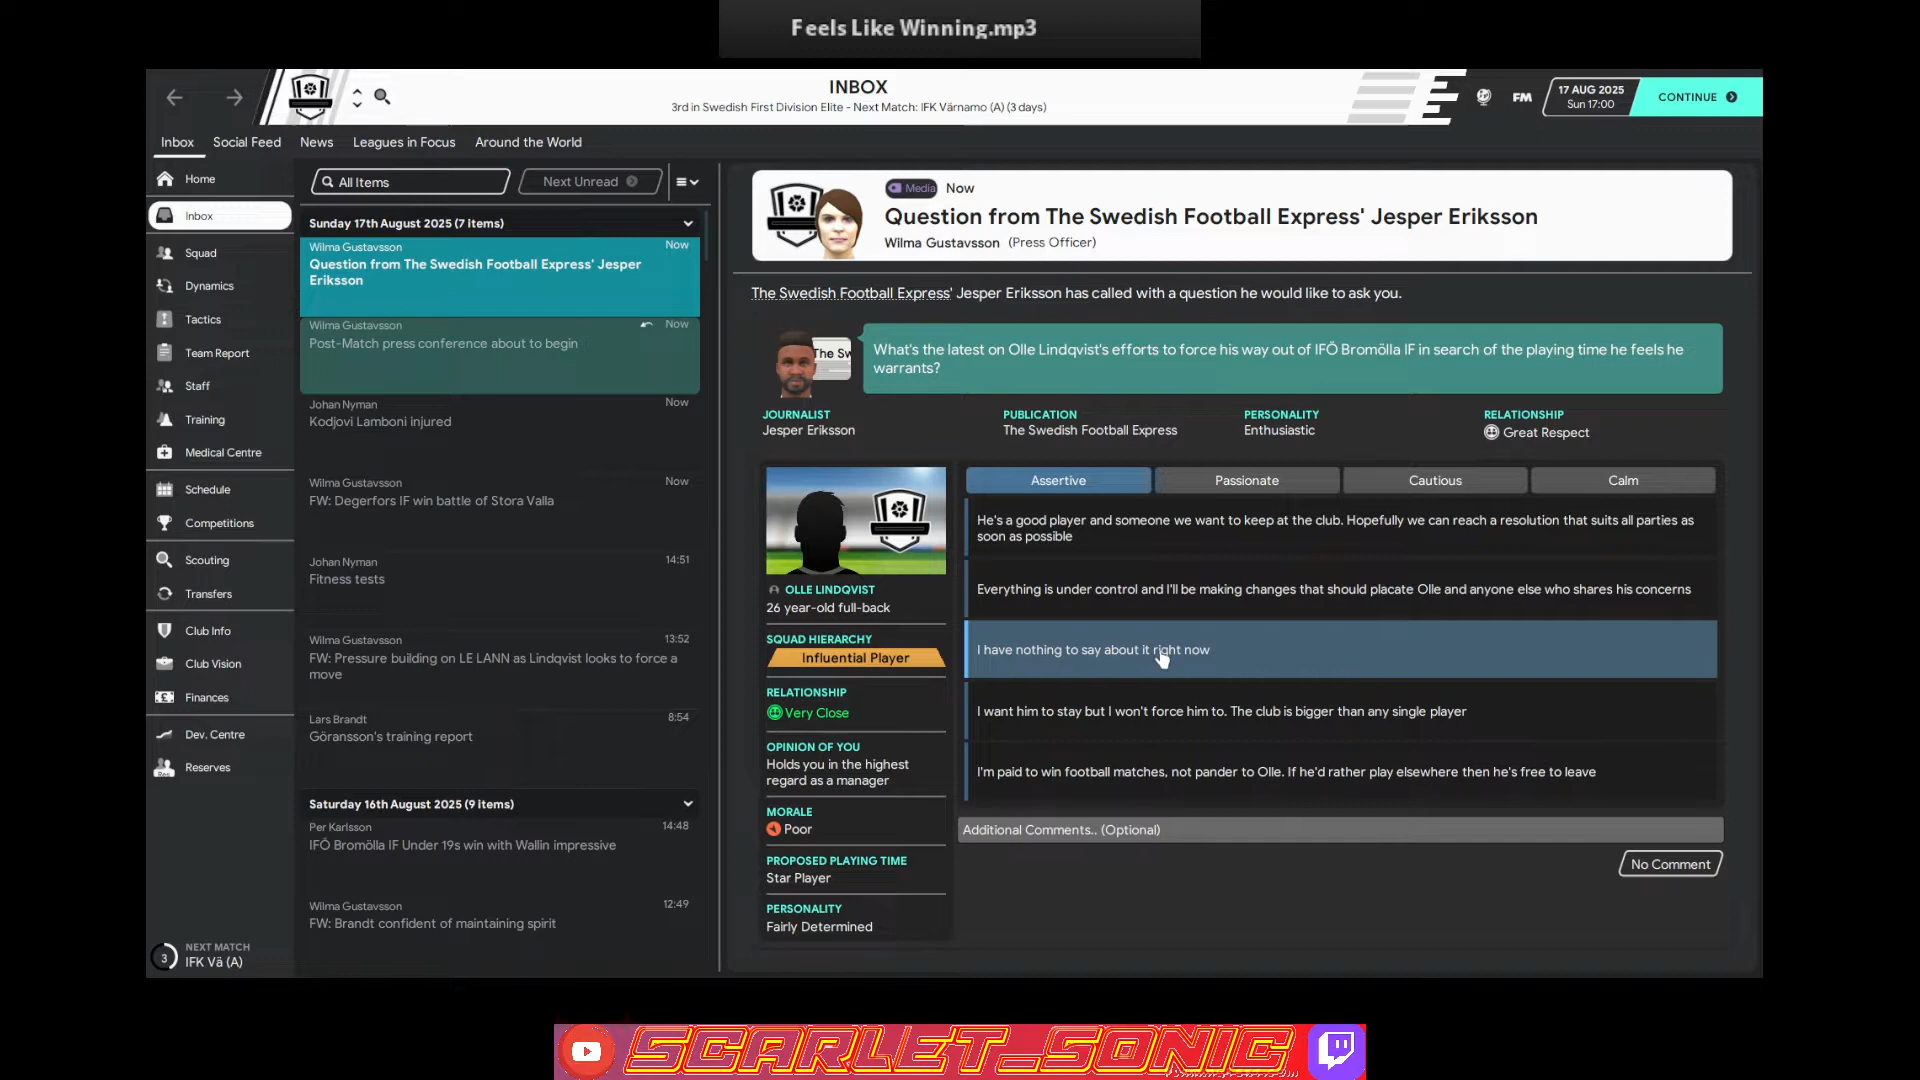 Feels Like Winning.mp3
INBOX
3rd in Swedish First Division Elite - Next Match: IFK Värnamo (A) (3 days)
FM
17 AUG 2025
Sun 17:00
CONTINUE
Inbox
Social Feed
News
Leagues in Focus
Around the World
Home
Inbox
Squad
Dynamics
Tactics
Team Report
Staff
Training
Medical Centre
Schedule
Competitions
Scouting
Transfers
Club Info
Club Vision
Finances
Dev. Centre
Reserves
3
NEXT MATCH
IFK Vä (A)
All Items
Next Unread
Sunday 17th August 2025 (7 items)
Wilma Gustavsson
Now
Question from The Swedish Football Express' Jesper
Eriksson
Wilma Gustavsson
Now
Post-Match press conference about to begin
Johan Nyman
Now
Kodjovi Lamboni injured
Wilma Gustavsson
Now
FW: Degerfors IF win battle of Stora Valla
Johan Nyman
14:51
Fitness tests
Wilma Gustavsson
13:52
FW: Pressure building on LE LANN as Lindqvist looks to force a
move
Lars Brandt
8:54
Göransson's training report
Saturday 16th August 2025 (9 items)
Per Karlsson
14:48
IFÖ Bromölla IF Under 19s win with Wallin impressive
Wilma Gustavsson
12:49
FW: Brandt confident of maintaining spirit
Media
Now
Question from The Swedish Football Express' Jesper Eriksson
Wilma Gustavsson (Press Officer)
The Swedish Football Express' Jesper Eriksson has called with a question he would like to ask you.
The Sw
What's the latest on Olle Lindqvist's efforts to force his way out of IFÖ Bromölla IF in search of the playing time he feels he
warrants?
JOURNALIST
Jesper Eriksson
PUBLICATION
The Swedish Football Express
PERSONALITY
Enthusiastic
RELATIONSHIP
Great Respect
OLLE LINDQVIST
26 year-old full-back
SQUAD HIERARCHY
Influential Player
RELATIONSHIP
Very Close
OPINION OF YOU
Holds you in the highest
regard as a manager
MORALE
Poor
PROPOSED PLAYING TIME
Star Player
PERSONALITY
Fairly Determined
Assertive
Passionate
Cautious
Calm
He's a good player and someone we want to keep at the club. Hopefully we can reach a resolution that suits all parties as
soon as possible
Everything is under control and I'll be making changes that should placate Olle and anyone else who shares his concerns
I have nothing to say about it right now
I want him to stay but I won't force him to. The club is bigger than any single player
I'm paid to win football matches, not pander to Olle. If he'd rather play elsewhere then he's free to leave
Additional Comments.. (Optional)
No Comment
SCARLET_SONIC